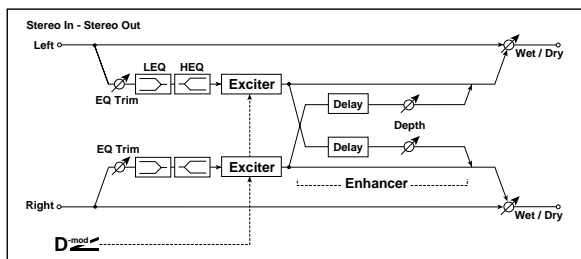 Stereo In - Stereo Out
Left
Wet / Dry
LEQ HEQ
EQ Trim
Exciter
Delay
Depth
EQ Trim
Delay
Exciter
Enhancer
Right
Wet / Dry
D-mod